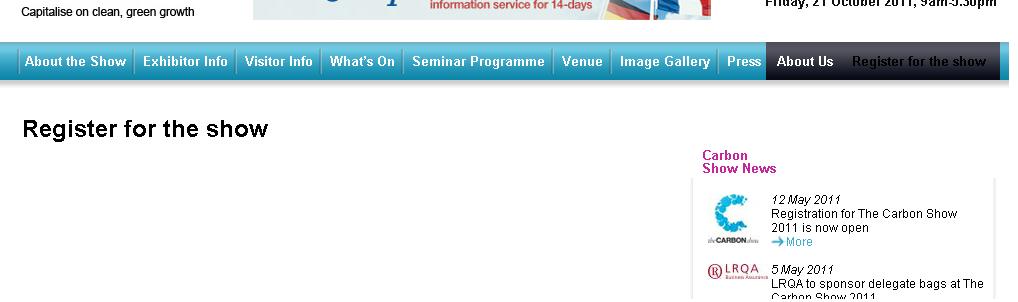 Capitalise on clean, green growth
information service for 14-days
Friday, 21 October 2011, 9am-5.30pm
About the Show Exhibitor Info Visitor Info What's On Seminar Programme Venue Image Gallery Press About Us Register for the show
Register for the show
Carbon
Show News
12 May 2011
Registration for The Carbon Show
2011 is now open
More
the CARBON show
LRQA
Business Assurance
5 May 2011
LRQA to sponsor delegate bags at The
Carbon Show 2011